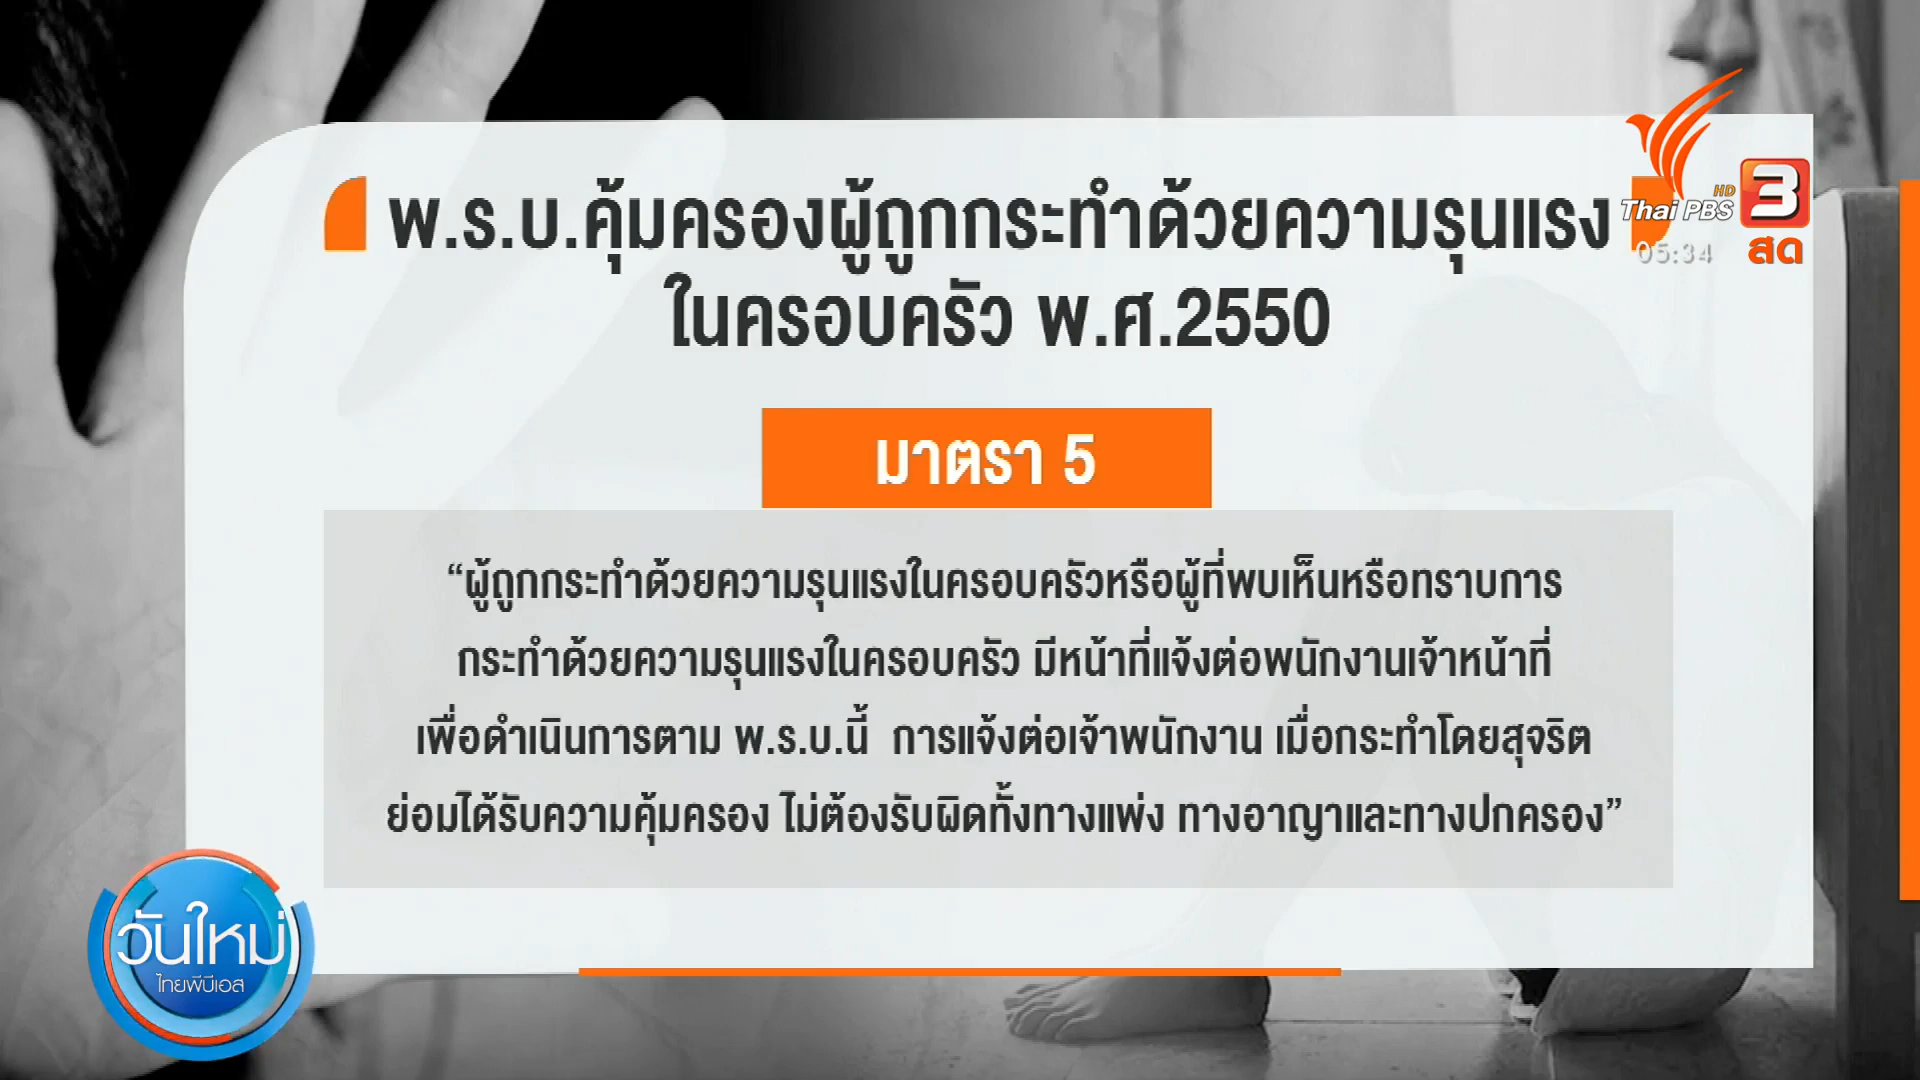 พ.ร.บ.คุ้มครองผู้ถูกกระทำด้วยความรุนแรง
ในครอบครัว พ.ศ.2550
HD
Thai PBS 3
05:34 สด
มาตรา 5
“ผู้ถูกกระทำด้วยความรุนแรงในครอบครัวหรือผู้ที่พบเห็นหรือทราบการ
กระทำด้วยความรุนแรงในครอบครัว มีหน้าที่แจ้งต่อพนักงานเจ้าหน้าที่
เพื่อดำเนินการตาม พ.ร.บ.นี้ การแจ้งต่อเจ้าพนักงาน เมื่อกระทำโดยสุจริต
ย่อมได้รับความคุ้มครอง ไม่ต้องรับผิดทั้งทางแพ่ง ทางอาญาและทางปกครอง”
วันใหม่
ไทยพีบีเอส